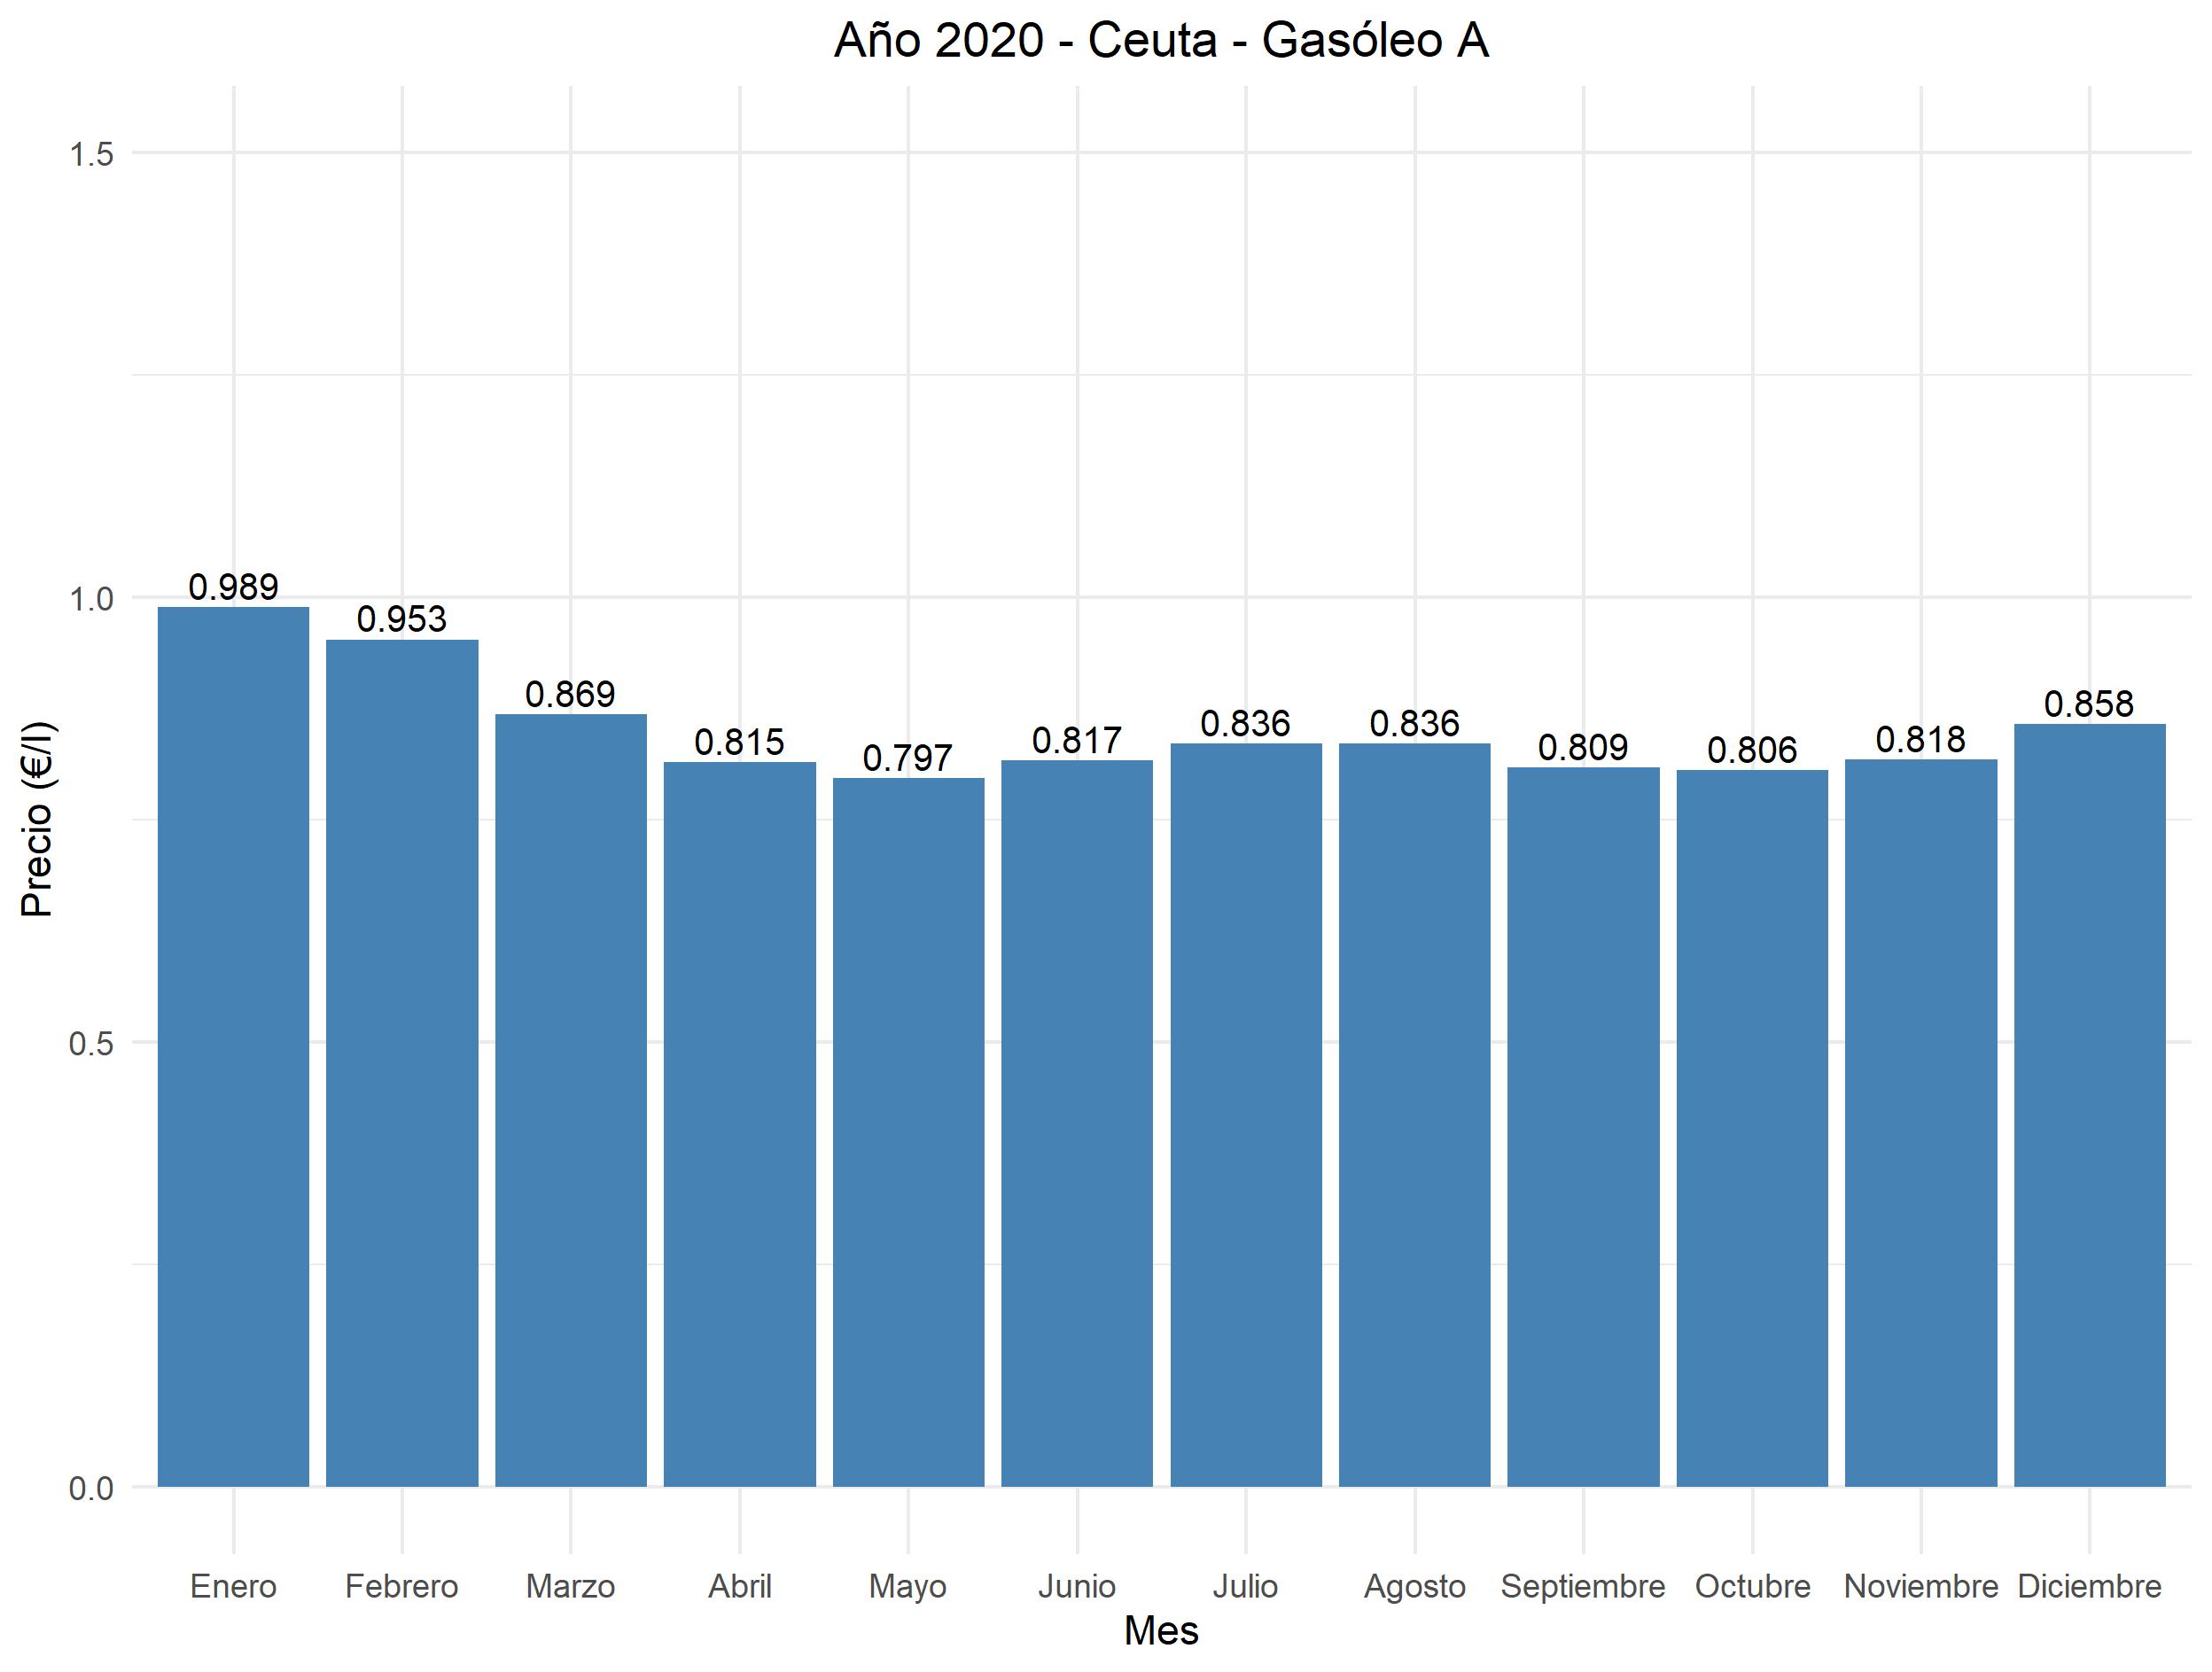 Año 2020 - Ceuta - Gasóleo A
Precio (€/l)
1.5
1.0
0.5
0.0
0.989
0.953
0.869
0.815
0.797
0.817
0.836
0.836
0.809
0.806
0.818
0.858
Enero
Febrero
Marzo
Abril
Mayo
Junio
Julio
Agosto
Septiembre
Octubre
Noviembre
Diciembre
Mes